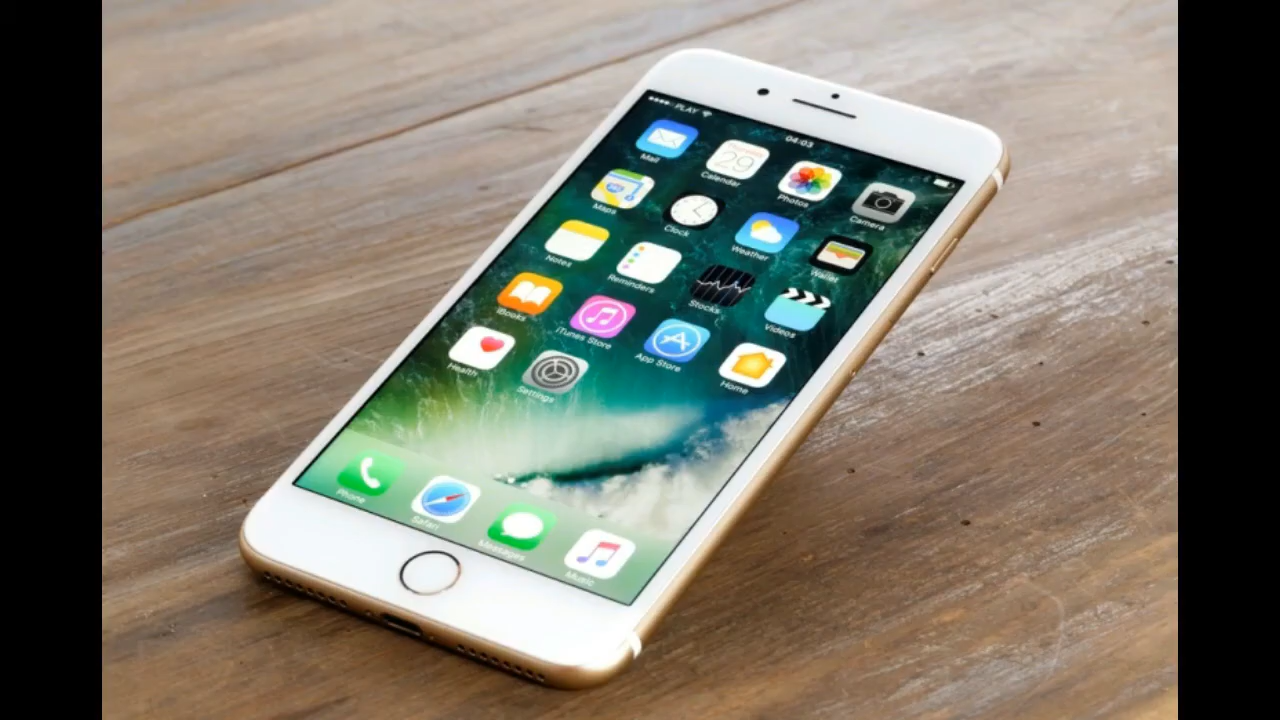 PLAY
04:03
Mail
Calendar
29
Photos
Camera
Maps
Clock
Weather
Wallet
Notes
Reminders
Stocks
Videos
iBooks
iTunes Store
App Store
Home
Health
Settings
Phone
Safari
Messages
Music